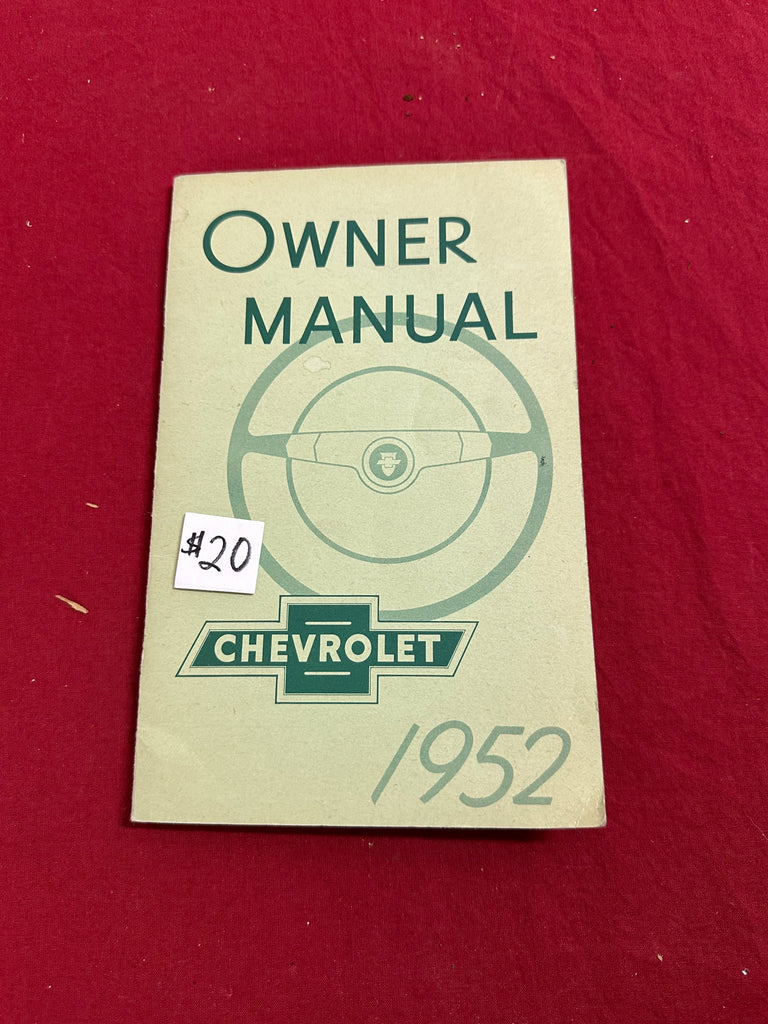 OWNER
MANUAL
$20
CHEVROLET
1952